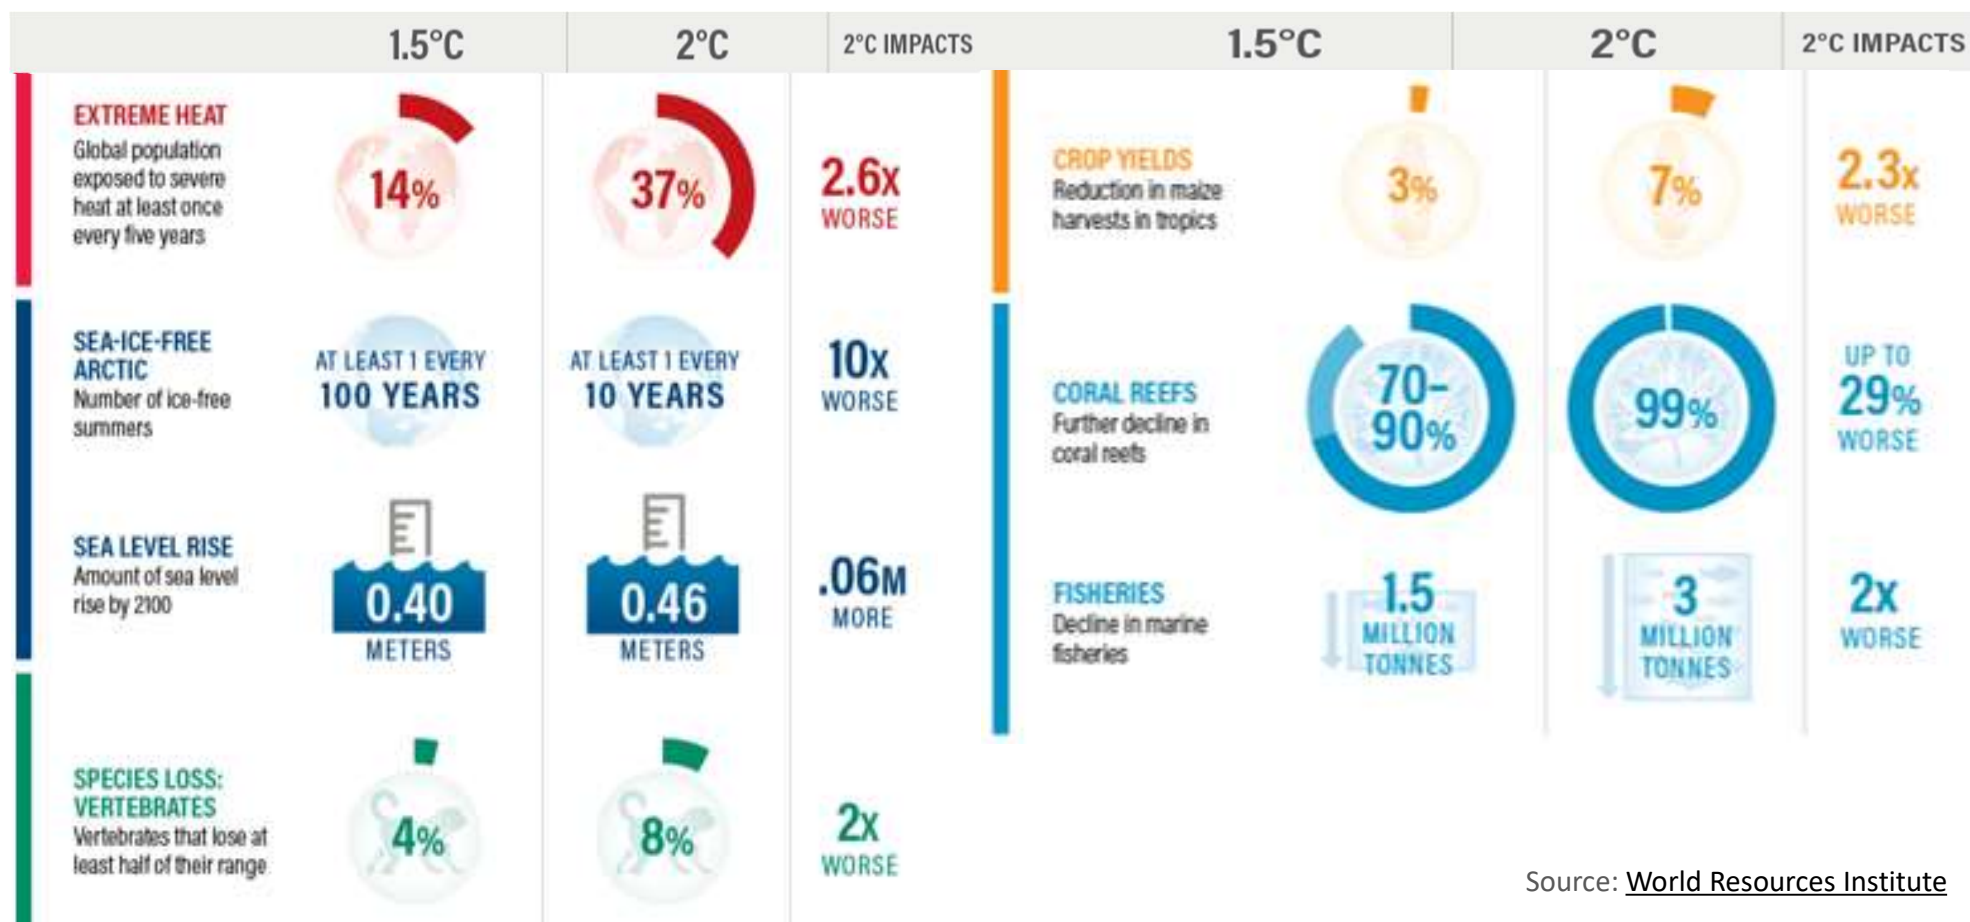 1.5°C 2°C 2°C IMPACTS
EXTREME HEAT
Global population
exposed to severe
heat at least once
every five years
14%
37%
2.6x
WORSE
SEA-ICE-FREE
ARCTIC
Number of ice-free
summers
AT LEAST 1 EVERY
100 YEARS
AT LEAST 1 EVERY
10 YEARS
10x
WORSE
SEA LEVEL RISE
Amount of sea level
rise by 2100
0.40
METERS
0.46
METERS
.06M
MORE
SPECIES LOSS:
VERTEBRATES
Vertebrates that lose at
least half of their range
4%
8%
2x
WORSE
1.5°C 2°C 2°C IMPACTS
CROP YIELDS
Reduction in maize
harvests in tropics
3%
7%
2.3x
WORSE
CORAL REEFS
Further decline in
coral reefs
70–
90%
99%
UP TO
29%
WORSE
FISHERIES
Decline in marine
fisheries
1.5
MILLION
TONNES
3
MILLION
TONNES
2x
WORSE
Source: World Resources Institute